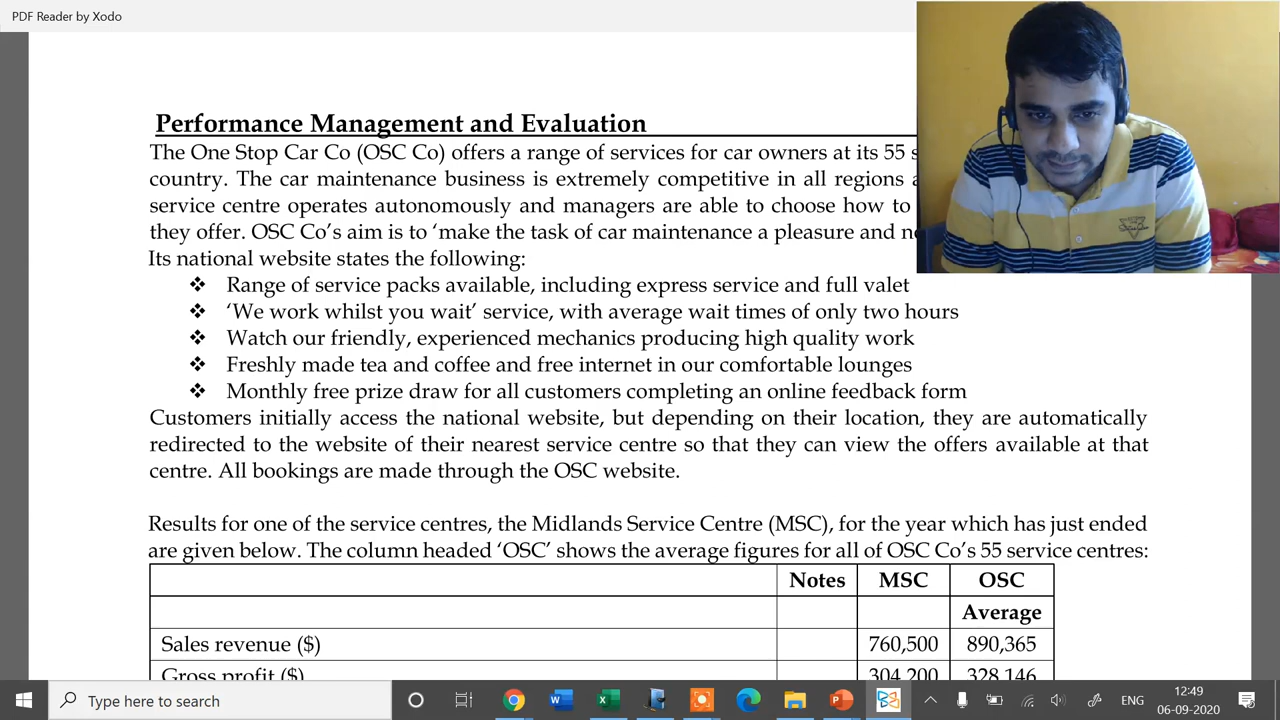 PDF Reader by Xodo
Performance Management and Evaluation
The One Stop Car Co (OSC Co) offers a range of services for car owners at its 55 s
country. The car maintenance business is extremely competitive in all regions a
service centre operates autonomously and managers are able to choose how to
they offer. OSC Co's aim is to 'make the task of car maintenance a pleasure and n
Its national website states the following:
❖ Range of service packs available, including express service and full valet
❖ 'We work whilst you wait' service, with average wait times of only two hours
❖ Watch our friendly, experienced mechanics producing high quality work
❖ Freshly made tea and coffee and free internet in our comfortable lounges
❖ Monthly free prize draw for all customers completing an online feedback form
Customers initially access the national website, but depending on their location, they are automatically
redirected to the website of their nearest service centre so that they can view the offers available at that
centre. All bookings are made through the OSC website.
Results for one of the service centres, the Midlands Service Centre (MSC), for the year which has just ended
are given below. The column headed 'OSC' shows the average figures for all of OSC Co's 55 service centres:
Notes MSC OSC
Average
Sales revenue ($) 760,500 890,365
Gross profit ($) 304,200 328,146
Type here to search
ENG
12:49
06-09-2020